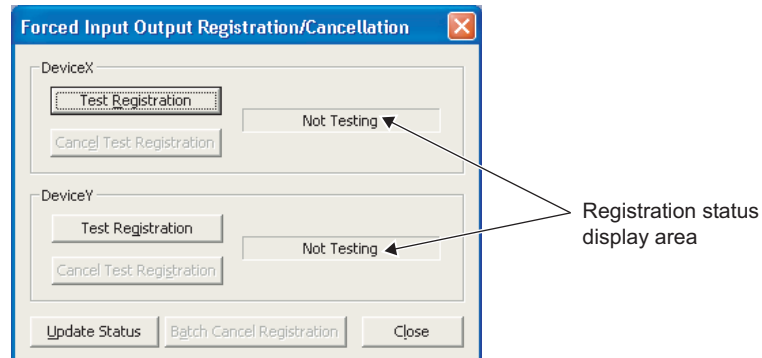 Forced Input Output Registration/Cancellation
DeviceX
Test Registration
Not Testing
Cancel Test Registration
DeviceY
Test Registration
Not Testing
Cancel Test Registration
Registration status
display area
Update Status
Batch Cancel Registration
Close